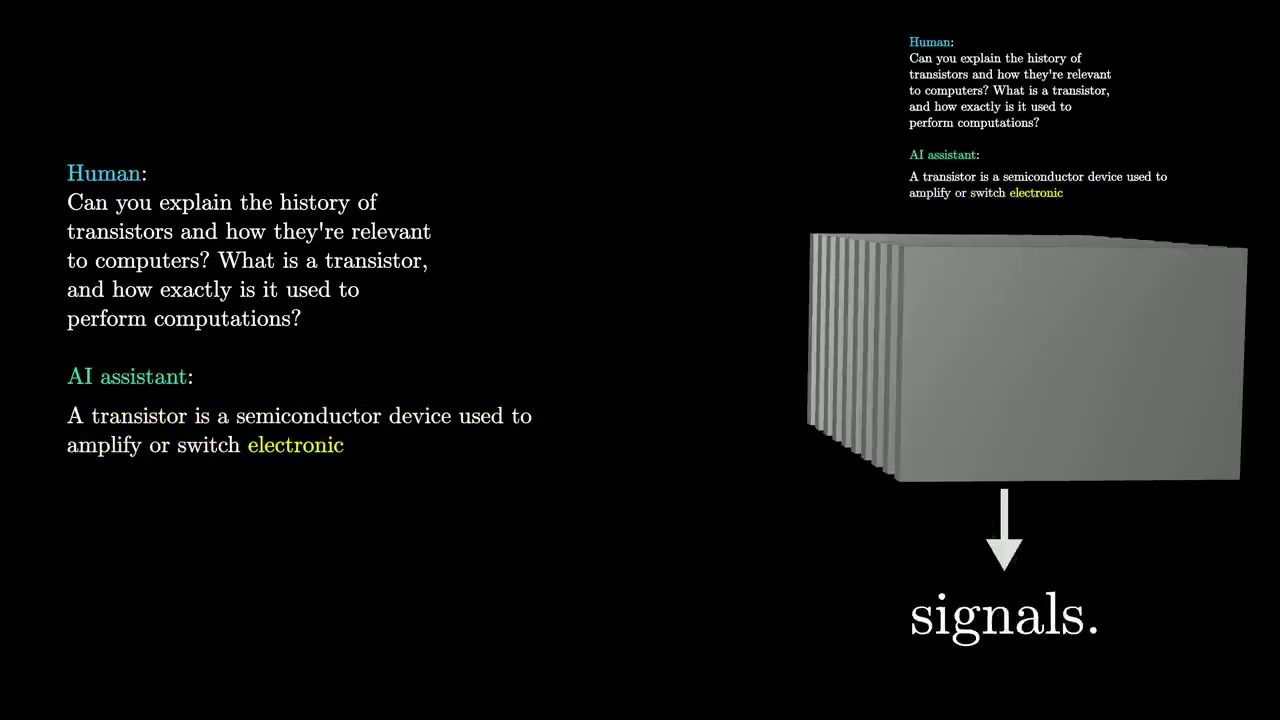 Human:
Can you explain the history of
transistors and how they're relevant
to computers? What is a transistor,
and how exactly is it used to
perform computations?
AI assistant:
A transistor is a semiconductor device used to
amplify or switch electronic
Human:
Can you explain the history of
transistors and how they're relevant
to computers? What is a transistor,
and how exactly is it used to
perform computations?
AI assistant:
A transistor is a semiconductor device used to
amplify or switch electronic
signals.